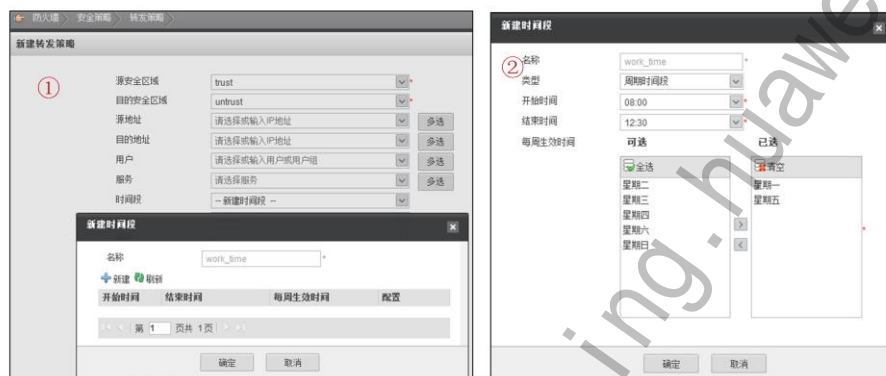 防火墙 安全策略 转发策略
新建转发策略
①
源安全区域 trust *
目的安全区域 untrust *
源地址 请选择或输入IP地址 多选
目的地址 请选择或输入IP地址 多选
用户 请选择或输入用户或用户组 多选
服务 请选择服务 多选
时间段 -- 新建时间段 --
新建时间段
名称 work_time *
新建 刷新
开始时间 结束时间 每周生效时间 配置
第 1 页共 1页
确定 取消
新建时间段
②
名称 work_time *
类型 周期时间段
开始时间 08:00 *
结束时间 12:30 *
每周生效时间 可选 已选
全选 清空
星期二 星期一
星期三 星期五
星期四
星期六
星期日
*
确定 取消
ing.huawe